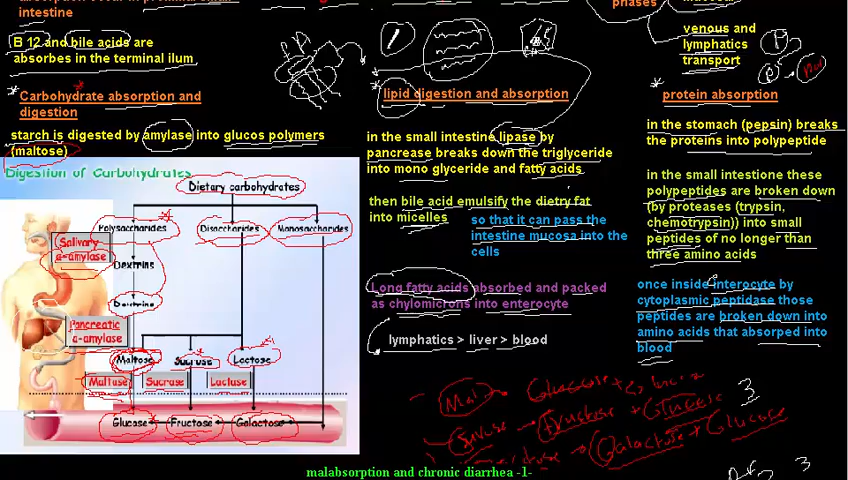 intestine
B 12 and bile acids are
absorbes in the terminal ilum
*Carbohydrate absorption and
digestion
starch is digested by amylase into glucos polymers
(maltose)
Digestion of Carbohydrates
Dietary carbohydrates
Polysaccharides
Disaccharides
Monosaccharides
Salivary
α-amylase
Dextrins
Dextrins
Pancreatic
α-amylase
Maltose
Sucrose
Lactose
Maltase
Sucrase
Lactase
Glucose
Fructose
Galactose
*lipid digestion and absorption
in the small intestine lipase by
pancrease breaks down the triglyceride
into mono glyceride and fatty acids
then bile acid emulsify the dietry fat
into micelles
so that it can pass the
intestine mucosa into the
cells
Long fatty acids absorbed and packed
as chylomicrons into enterocyte
lymphatics > liver > blood
phases
venous and
lymphatics
transport
* protein absorption
in the stomach (pepsin) breaks
the proteins into polypeptide
in the small intestione these
polypeptides are broken down
(by proteases (trypsin,
chemotrypsin)) into small
peptides of no longer than
three amino acids
once inside interocyte by
cytoplasmic peptidase those
peptides are broken down into
amino acids that absorped into
blood
Fructose + Glucose
Galactose + Glucose
3
3
malabsorption and chronic diarrhea -1-